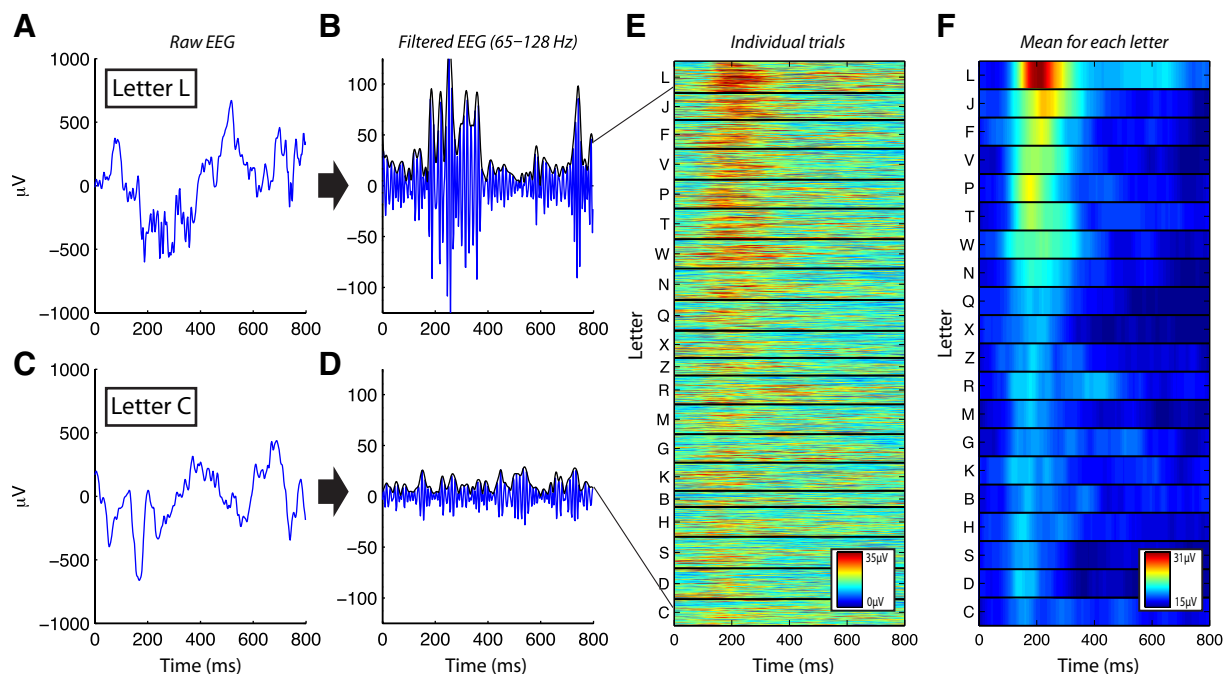 A
Raw EEG
Letter L
μV
1000
500
0
−500
−1000
0 200 400 600 800
B
Filtered EEG (65−128 Hz)
100
50
0
−50
−100
0 200 400 600 800
C
Letter C
μV
1000
500
0
−500
−1000
0 200 400 600 800
Time (ms)
D
100
50
0
−50
−100
0 200 400 600 800
Time (ms)
E
Individual trials
Letter
L
J
F
V
P
T
W
N
Q
X
Z
R
M
G
K
B
H
S
D
C
35μV
0μV
0 200 400 600 800
Time (ms)
F
Mean for each letter
Letter
L
J
F
V
P
T
W
N
Q
X
Z
R
M
G
K
B
H
S
D
C
31μV
15μV
0 200 400 600 800
Time (ms)